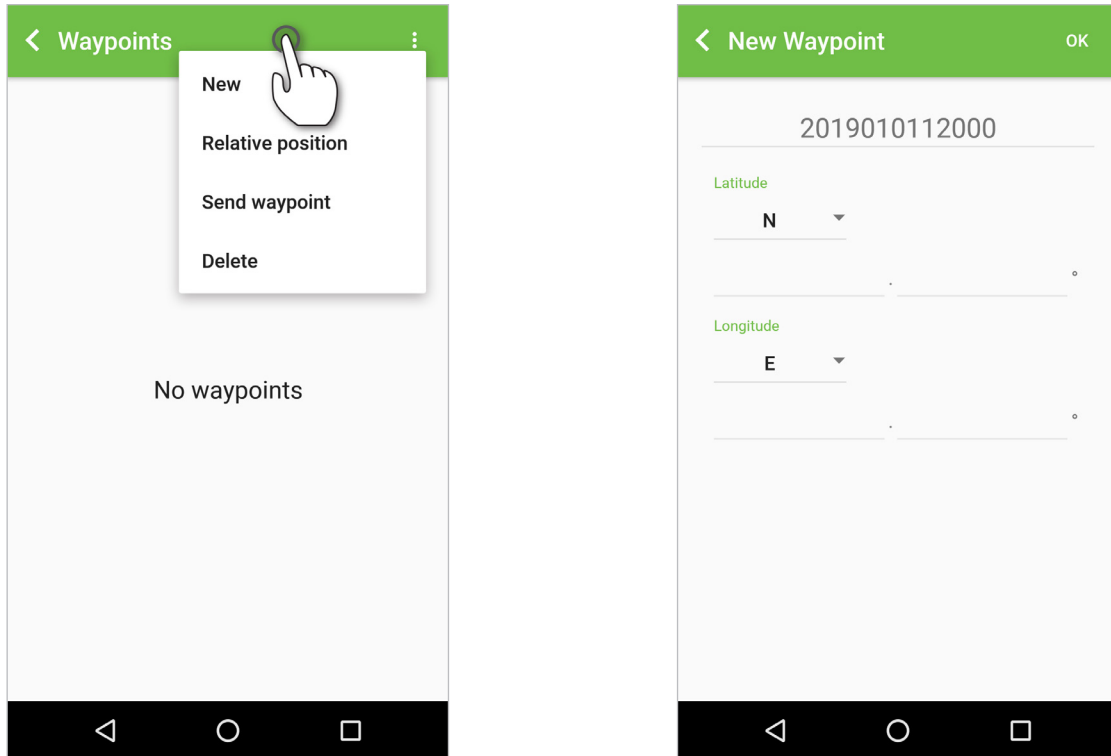 Waypoints
New
Relative position
Send waypoint
Delete
No waypoints
New Waypoint OK
2019010112000
Latitude
N
. °
Longitude
E
. °